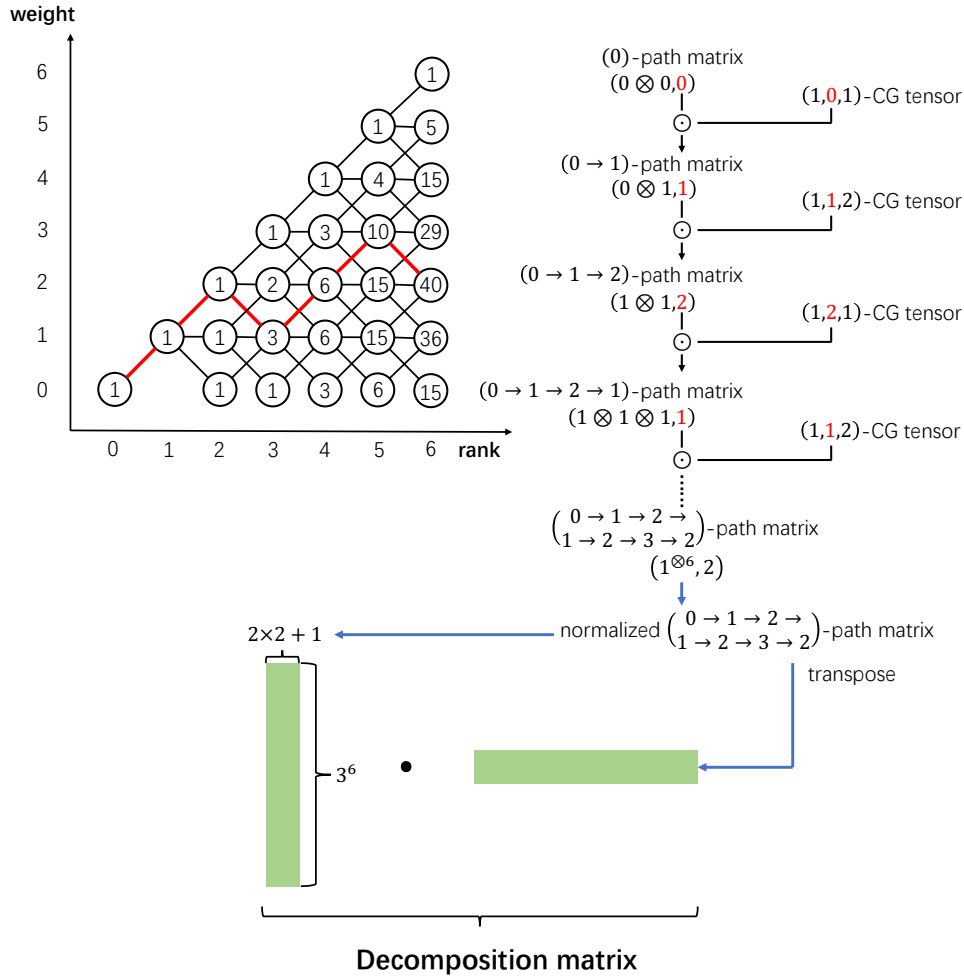 weight
6 1
5 1 5
4 1 4 15
3 1 3 10 29
2 1 2 6 15 40
1 1 1 3 6 15 36
0 1 1 1 3 6 15
0 1 2 3 4 5 6 rank
(0)-path matrix
(0 ⊗ 0,0)
(1,0,1)-CG tensor
⊙
(0 → 1)-path matrix
(0 ⊗ 1,1)
(1,1,2)-CG tensor
⊙
(0 → 1 → 2)-path matrix
(1 ⊗ 1,2)
(1,2,1)-CG tensor
⊙
(0 → 1 → 2 → 1)-path matrix
(1 ⊗ 1 ⊗ 1,1)
(1,1,2)-CG tensor
⊙
(0 → 1 → 2 →
1 → 2 → 3 → 2)-path matrix
(1^{⊗6}, 2)
normalized (0 → 1 → 2 →
1 → 2 → 3 → 2)-path matrix
2×2 + 1
transpose
3^6
Decomposition matrix